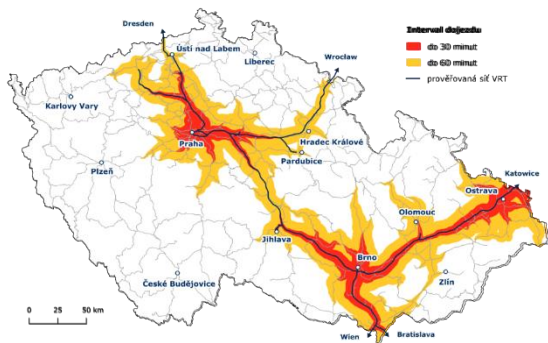 Dresden
Ústí nad Labem
Liberec
Wrocław
Karlovy Vary
Praha
Hradec Králové
Pardubice
Plzeň
Katowice
Ostrava
Olomouc
Jihlava
Brno
Zlín
České Budějovice
Wien
Bratislava
Interval dojezdu
do 30 minut
do 60 minut
prověřovaná síť VRT
0 25 50 km